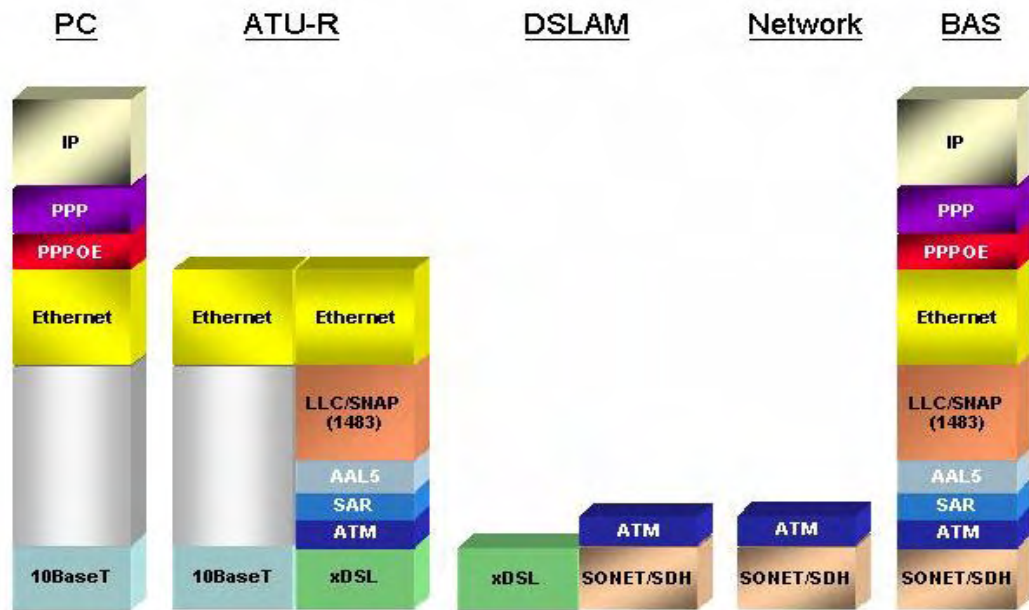 PC
ATU-R
DSLAM
Network
BAS
IP
PPP
PPPOE
Ethernet
10BaseT
Ethernet
10BaseT
Ethernet
LLC/SNAP
(1483)
AAL5
SAR
ATM
xDSL
xDSL
ATM
SONET/SDH
ATM
SONET/SDH
IP
PPP
PPPOE
Ethernet
LLC/SNAP
(1483)
AAL5
SAR
ATM
SONET/SDH